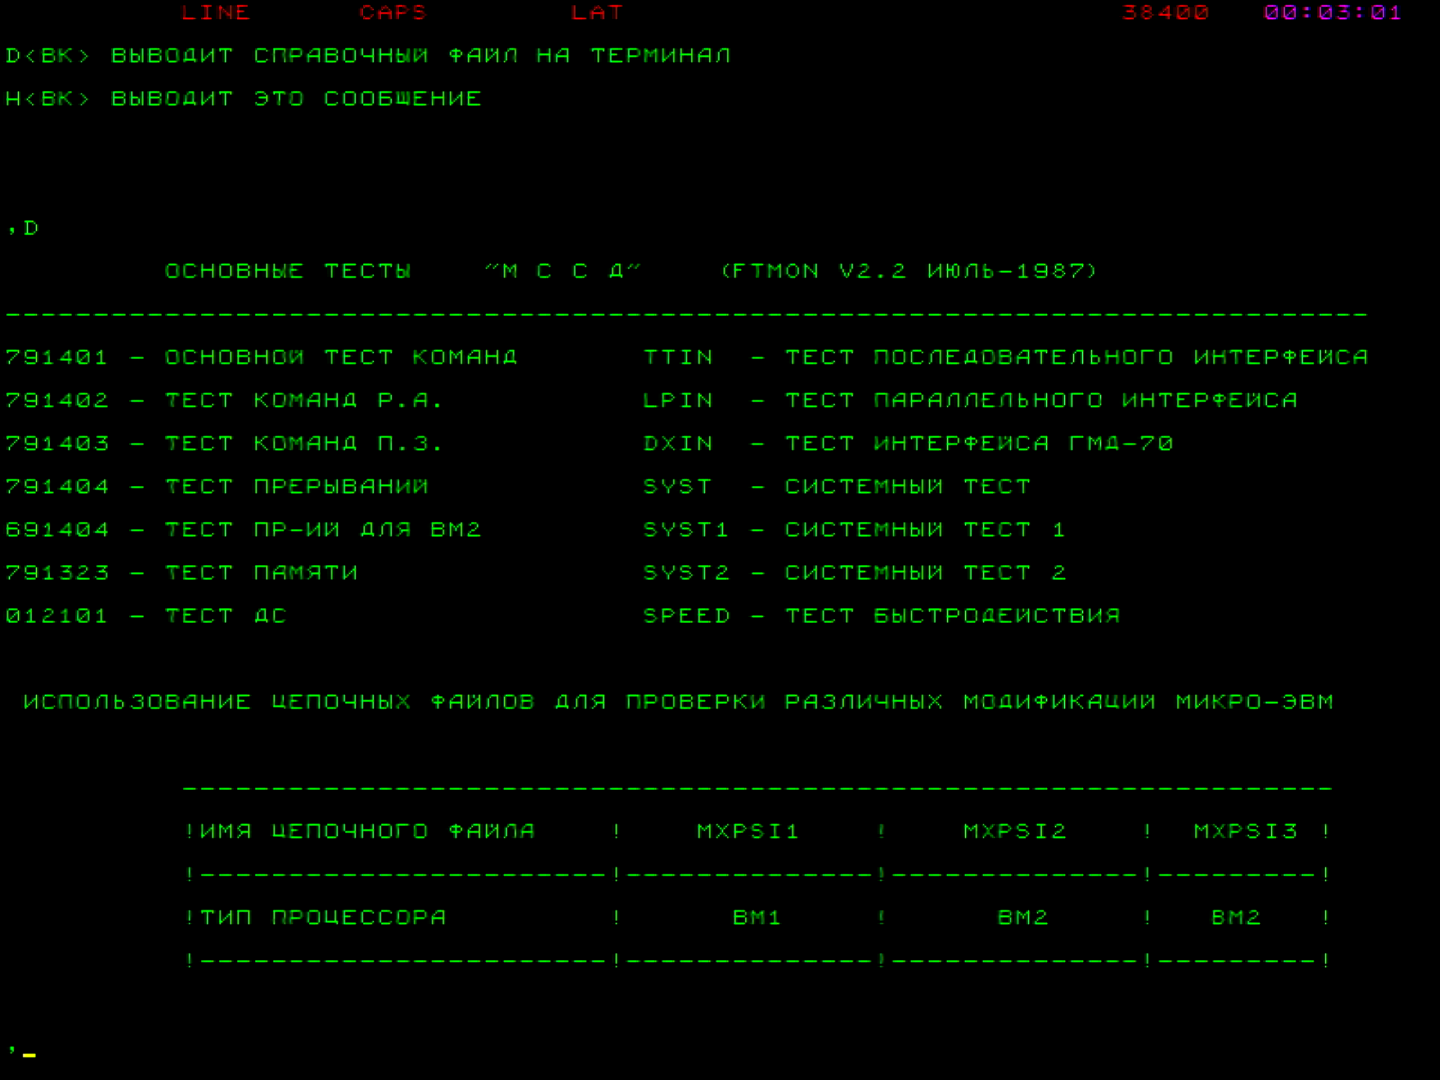 LINE CAPS LAT 38400 00:03:01
D<ВК> ВЫВОДИТ СПРАВОЧНЫЙ ФАЙЛ НА ТЕРМИНАЛ
H<ВК> ВЫВОДИТ ЭТО СООБЩЕНИЕ
,D
ОСНОВНЫЕ ТЕСТЫ "М С С Д" (FTMON V2.2 ИЮЛЬ-1987)
--------------------------------------------------------------------------------
791401 - ОСНОВНОЙ ТЕСТ КОМАНД TTIN - ТЕСТ ПОСЛЕДОВАТЕЛЬНОГО ИНТЕРФЕЙСА
791402 - ТЕСТ КОМАНД Р.А. LPIN - ТЕСТ ПАРАЛЛЕЛЬНОГО ИНТЕРФЕЙСА
791403 - ТЕСТ КОМАНД П.З. DXIN - ТЕСТ ИНТЕРФЕЙСА ГМД-70
791404 - ТЕСТ ПРЕРЫВАНИЙ SYST - СИСТЕМНЫЙ ТЕСТ
691404 - ТЕСТ ПР-ИЙ ДЛЯ ВМ2 SYST1 - СИСТЕМНЫЙ ТЕСТ 1
791323 - ТЕСТ ПАМЯТИ SYST2 - СИСТЕМНЫЙ ТЕСТ 2
012101 - ТЕСТ ДС SPEED - ТЕСТ БЫСТРОДЕЙСТВИЯ
ИСПОЛЬЗОВАНИЕ ЦЕПОЧНЫХ ФАЙЛОВ ДЛЯ ПРОВЕРКИ РАЗЛИЧНЫХ МОДИФИКАЦИЙ МИКРО-ЭВМ
-----------------------------------------------------------------
!ИМЯ ЦЕПОЧНОГО ФАЙЛА ! MXPSI1 ! MXPSI2 ! MXPSI3 !
!-----------------------!--------------!--------------!---------!
!ТИП ПРОЦЕССОРА ! ВМ1 ! ВМ2 ! ВМ2 !
!-----------------------!--------------!--------------!---------!
,_